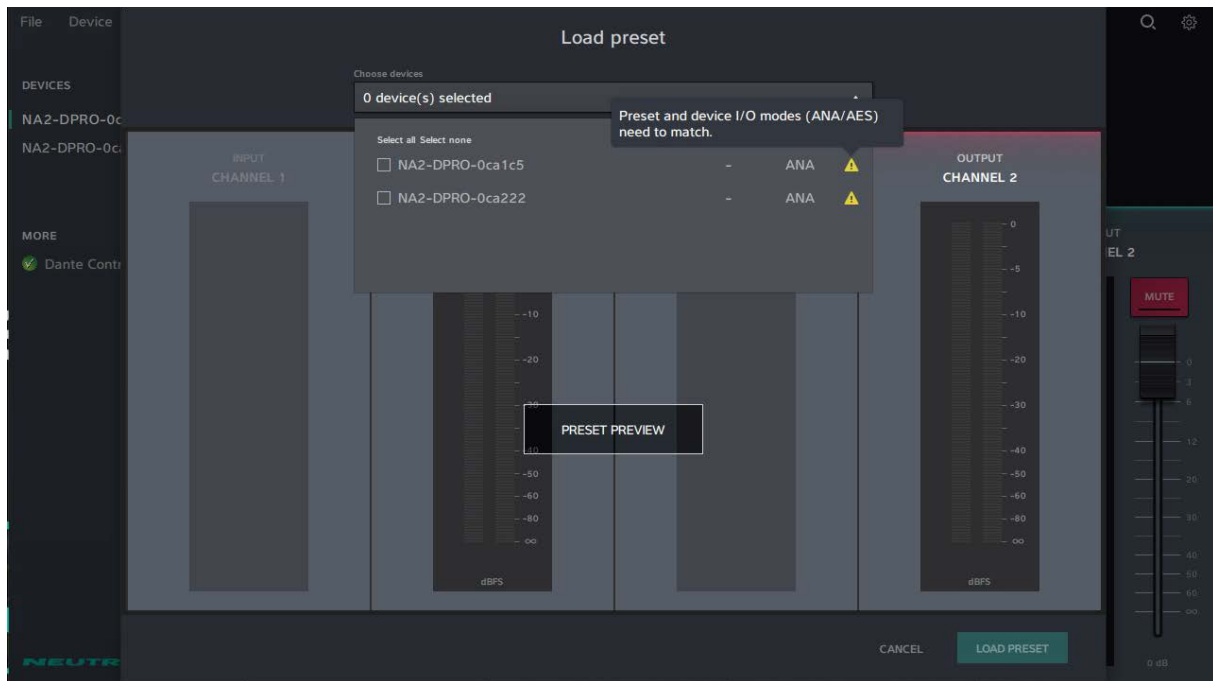 File Device
Load preset
DEVICES
Choose devices
0 device(s) selected
Preset and device I/O modes (ANA/AES)
need to match.
NA2-DPRO-0c
NA2-DPRO-0ca
Select all Select none
NA2-DPRO-0ca1c5 - ANA
NA2-DPRO-0ca222 - ANA
INPUT
CHANNEL 1
OUTPUT
CHANNEL 2
MORE
Dante Contr
UT
EL 2
MUTE
0
-5
-10
-20
-30
-40
-50
-60
-80
∞
dBFS
-10
-20
-30
-40
-50
-60
-80
∞
dBFS
PRESET PREVIEW
0
3
6
12
20
30
40
50
60
∞
0 dB
CANCEL
LOAD PRESET
NEUTR